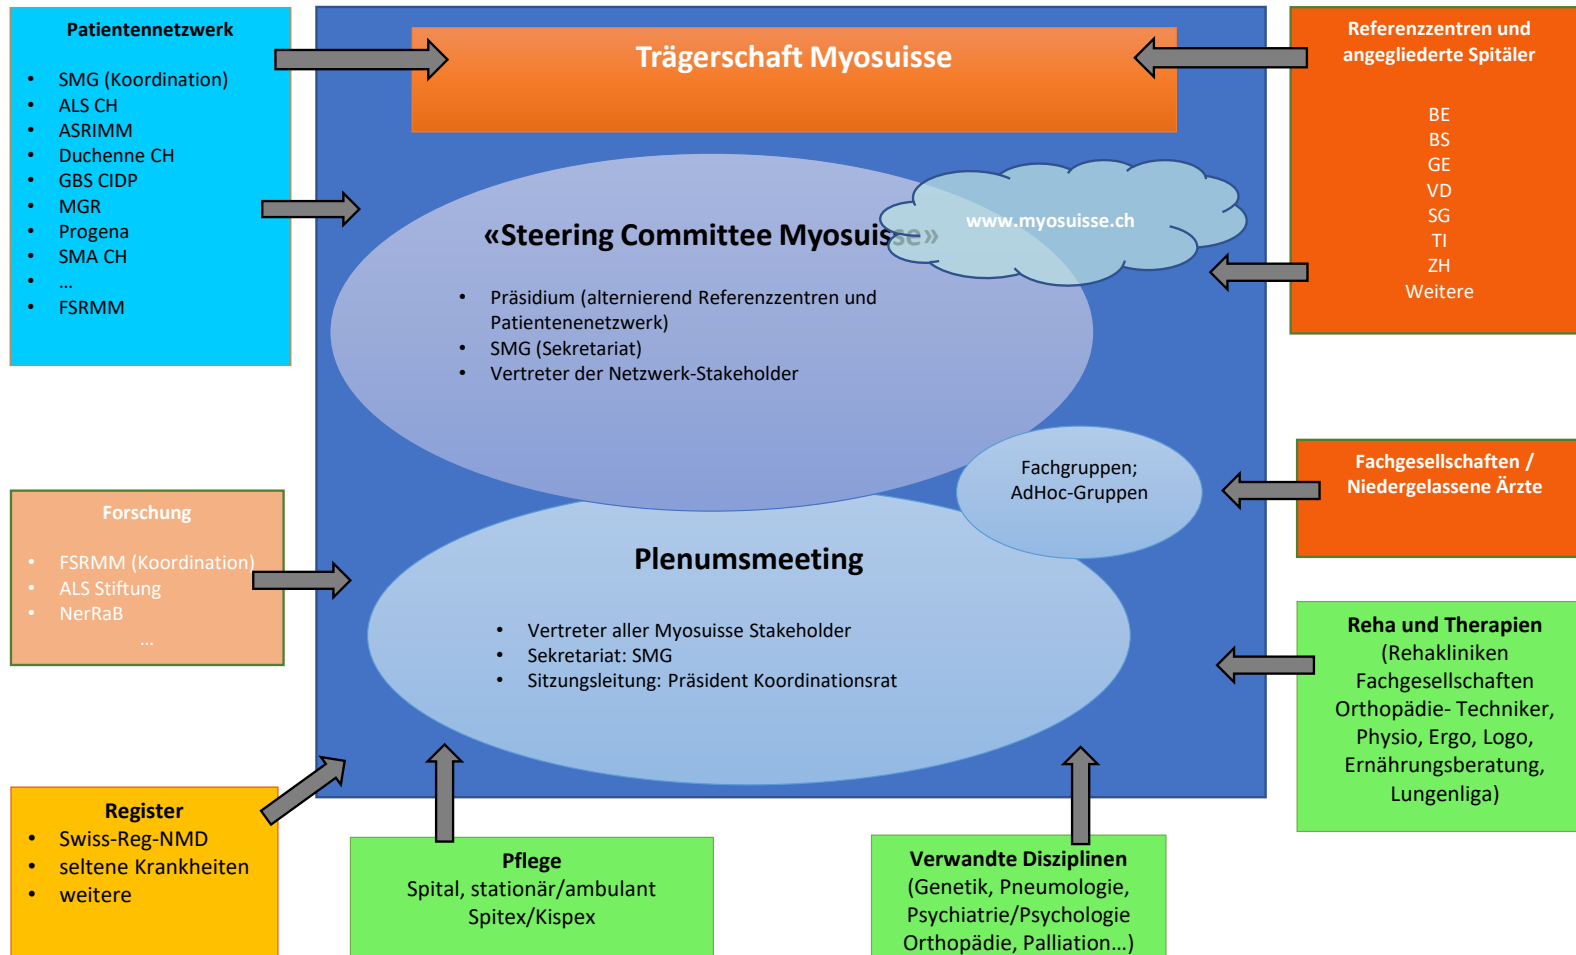 Patientennetzwerk
• SMG (Koordination)
• ALS CH
• ASRIMM
• Duchenne CH
• GBS CIDP
• MGR
• Progena
• SMA CH
• ...
• FSRMM
Trägerschaft Myosuisse
Referenzzentren und
angegliederte Spitäler
BE
BS
GE
VD
SG
TI
ZH
Weitere
www.myosuisse.ch
«Steering Committee Myosuisse»
• Präsidium (alternierend Referenzzentren und
Patientenenetzwerk)
• SMG (Sekretariat)
• Vertreter der Netzwerk-Stakeholder
Fachgruppen;
AdHoc-Gruppen
Fachgesellschaften /
Niedergelassene Ärzte
Forschung
• FSRMM (Koordination)
• ALS Stiftung
• NerRaB
...
Plenumsmeeting
• Vertreter aller Myosuisse Stakeholder
• Sekretariat: SMG
• Sitzungsleitung: Präsident Koordinationsrat
Reha und Therapien
(Rehakliniken
Fachgesellschaften
Orthopädie- Techniker,
Physio, Ergo, Logo,
Ernährungsberatung,
Lungenliga)
Register
• Swiss-Reg-NMD
• seltene Krankheiten
• weitere
Pflege
Spital, stationär/ambulant
Spitex/Kispex
Verwandte Disziplinen
(Genetik, Pneumologie,
Psychiatrie/Psychologie
Orthopädie, Palliation...)